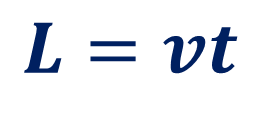 L = vt